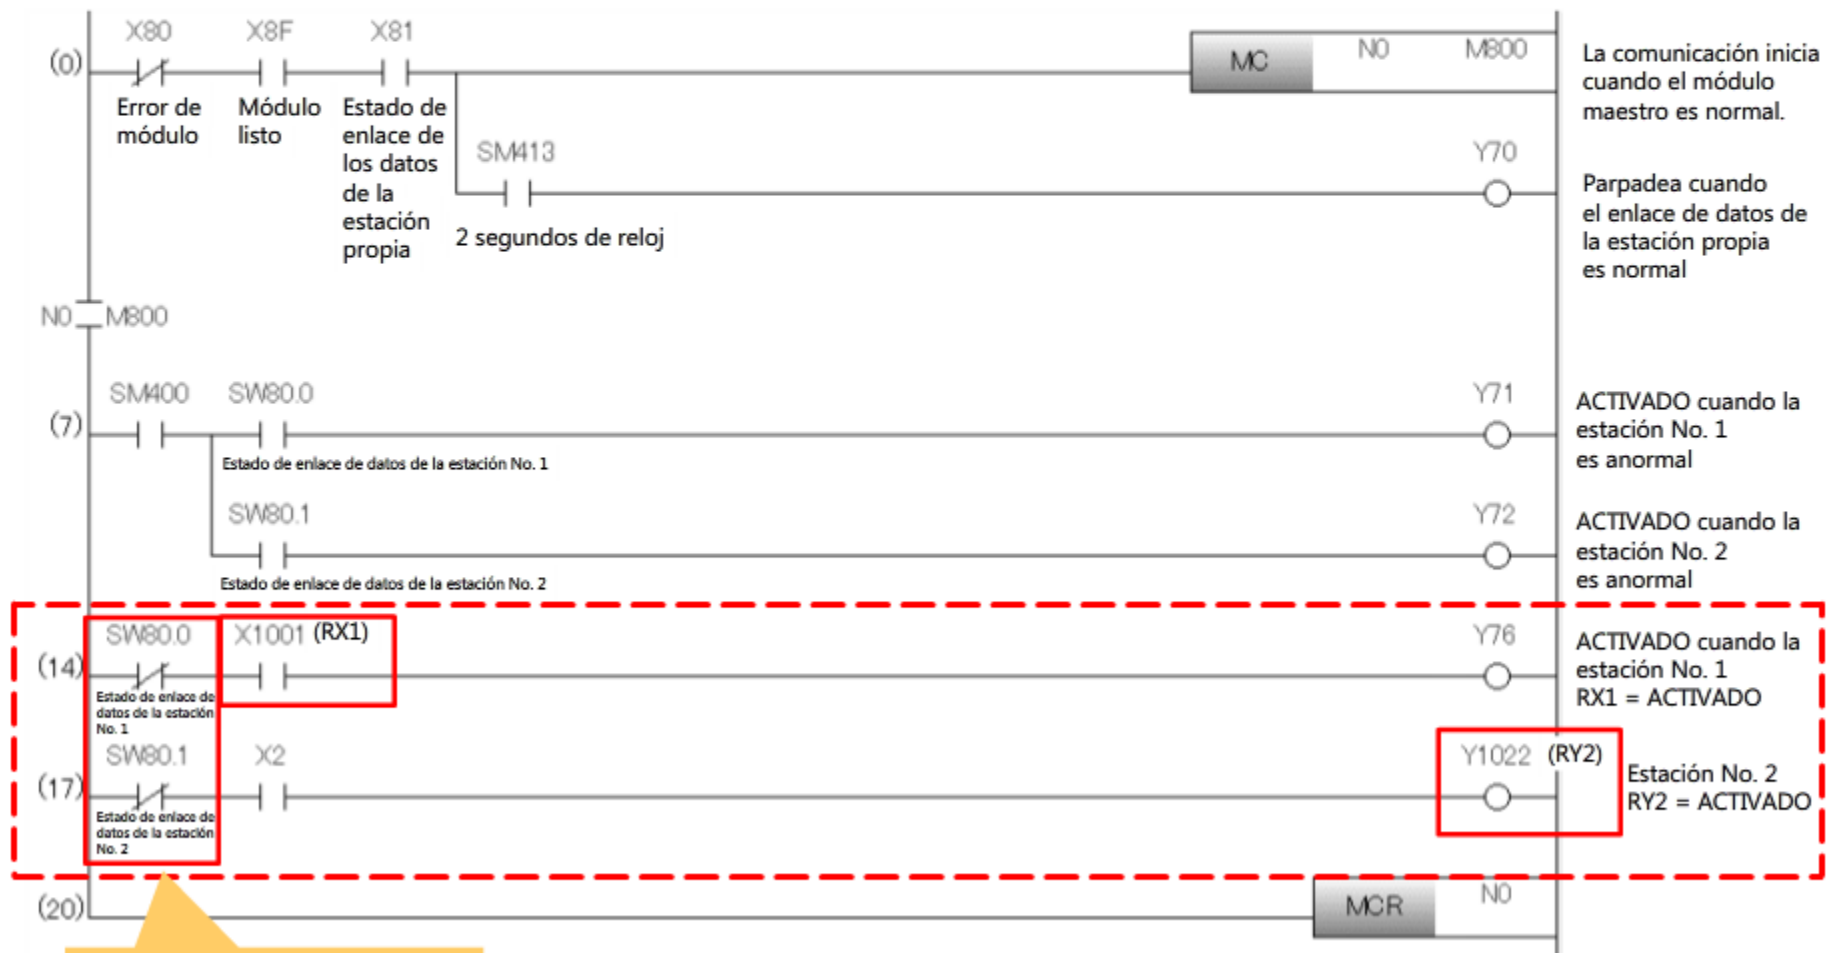 X80 X8F X81
(0)
MC N0 M800
Error de
módulo
Módulo
listo
Estado de
enlace de
los datos
de la
estación
propia
La comunicación inicia
cuando el módulo
maestro es normal.
SM413
Y70
2 segundos de reloj
Parpadea cuando
el enlace de datos de
la estación propia
es normal
N0 M800
SM400 SW80.0
Y71
(7)
Estado de enlace de datos de la estación No. 1
ACTIVADO cuando la
estación No. 1
es anormal
SW80.1
Y72
Estado de enlace de datos de la estación No. 2
ACTIVADO cuando la
estación No. 2
es anormal
SW80.0 X1001 (RX1)
Y76
(14)
Estado de enlace de
datos de la estación
No. 1
ACTIVADO cuando la
estación No. 1
RX1 = ACTIVADO
SW80.1 X2
Y1022 (RY2)
(17)
Estado de enlace de
datos de la estación
No. 2
Estación No. 2
RY2 = ACTIVADO
(20)
MCR N0